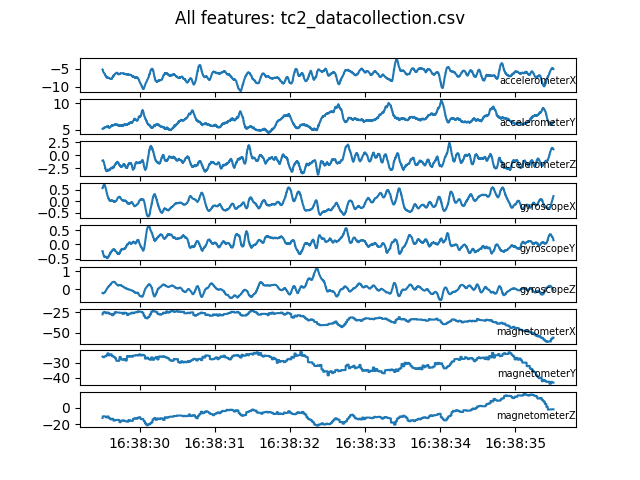 All features: tc2_datacollection.csv
−5
−10
accelerometerX
10
5
accelerometerY
2.5
0.0
−2.5
accelerometerZ
0.5
0.0
−0.5
gyroscopeX
0.5
0.0
−0.5
gyroscopeY
1
0
gyroscopeZ
−25
−50
magnetometerX
−30
−40
magnetometerY
0
−20
magnetometerZ
16:38:30 16:38:31 16:38:32 16:38:33 16:38:34 16:38:35